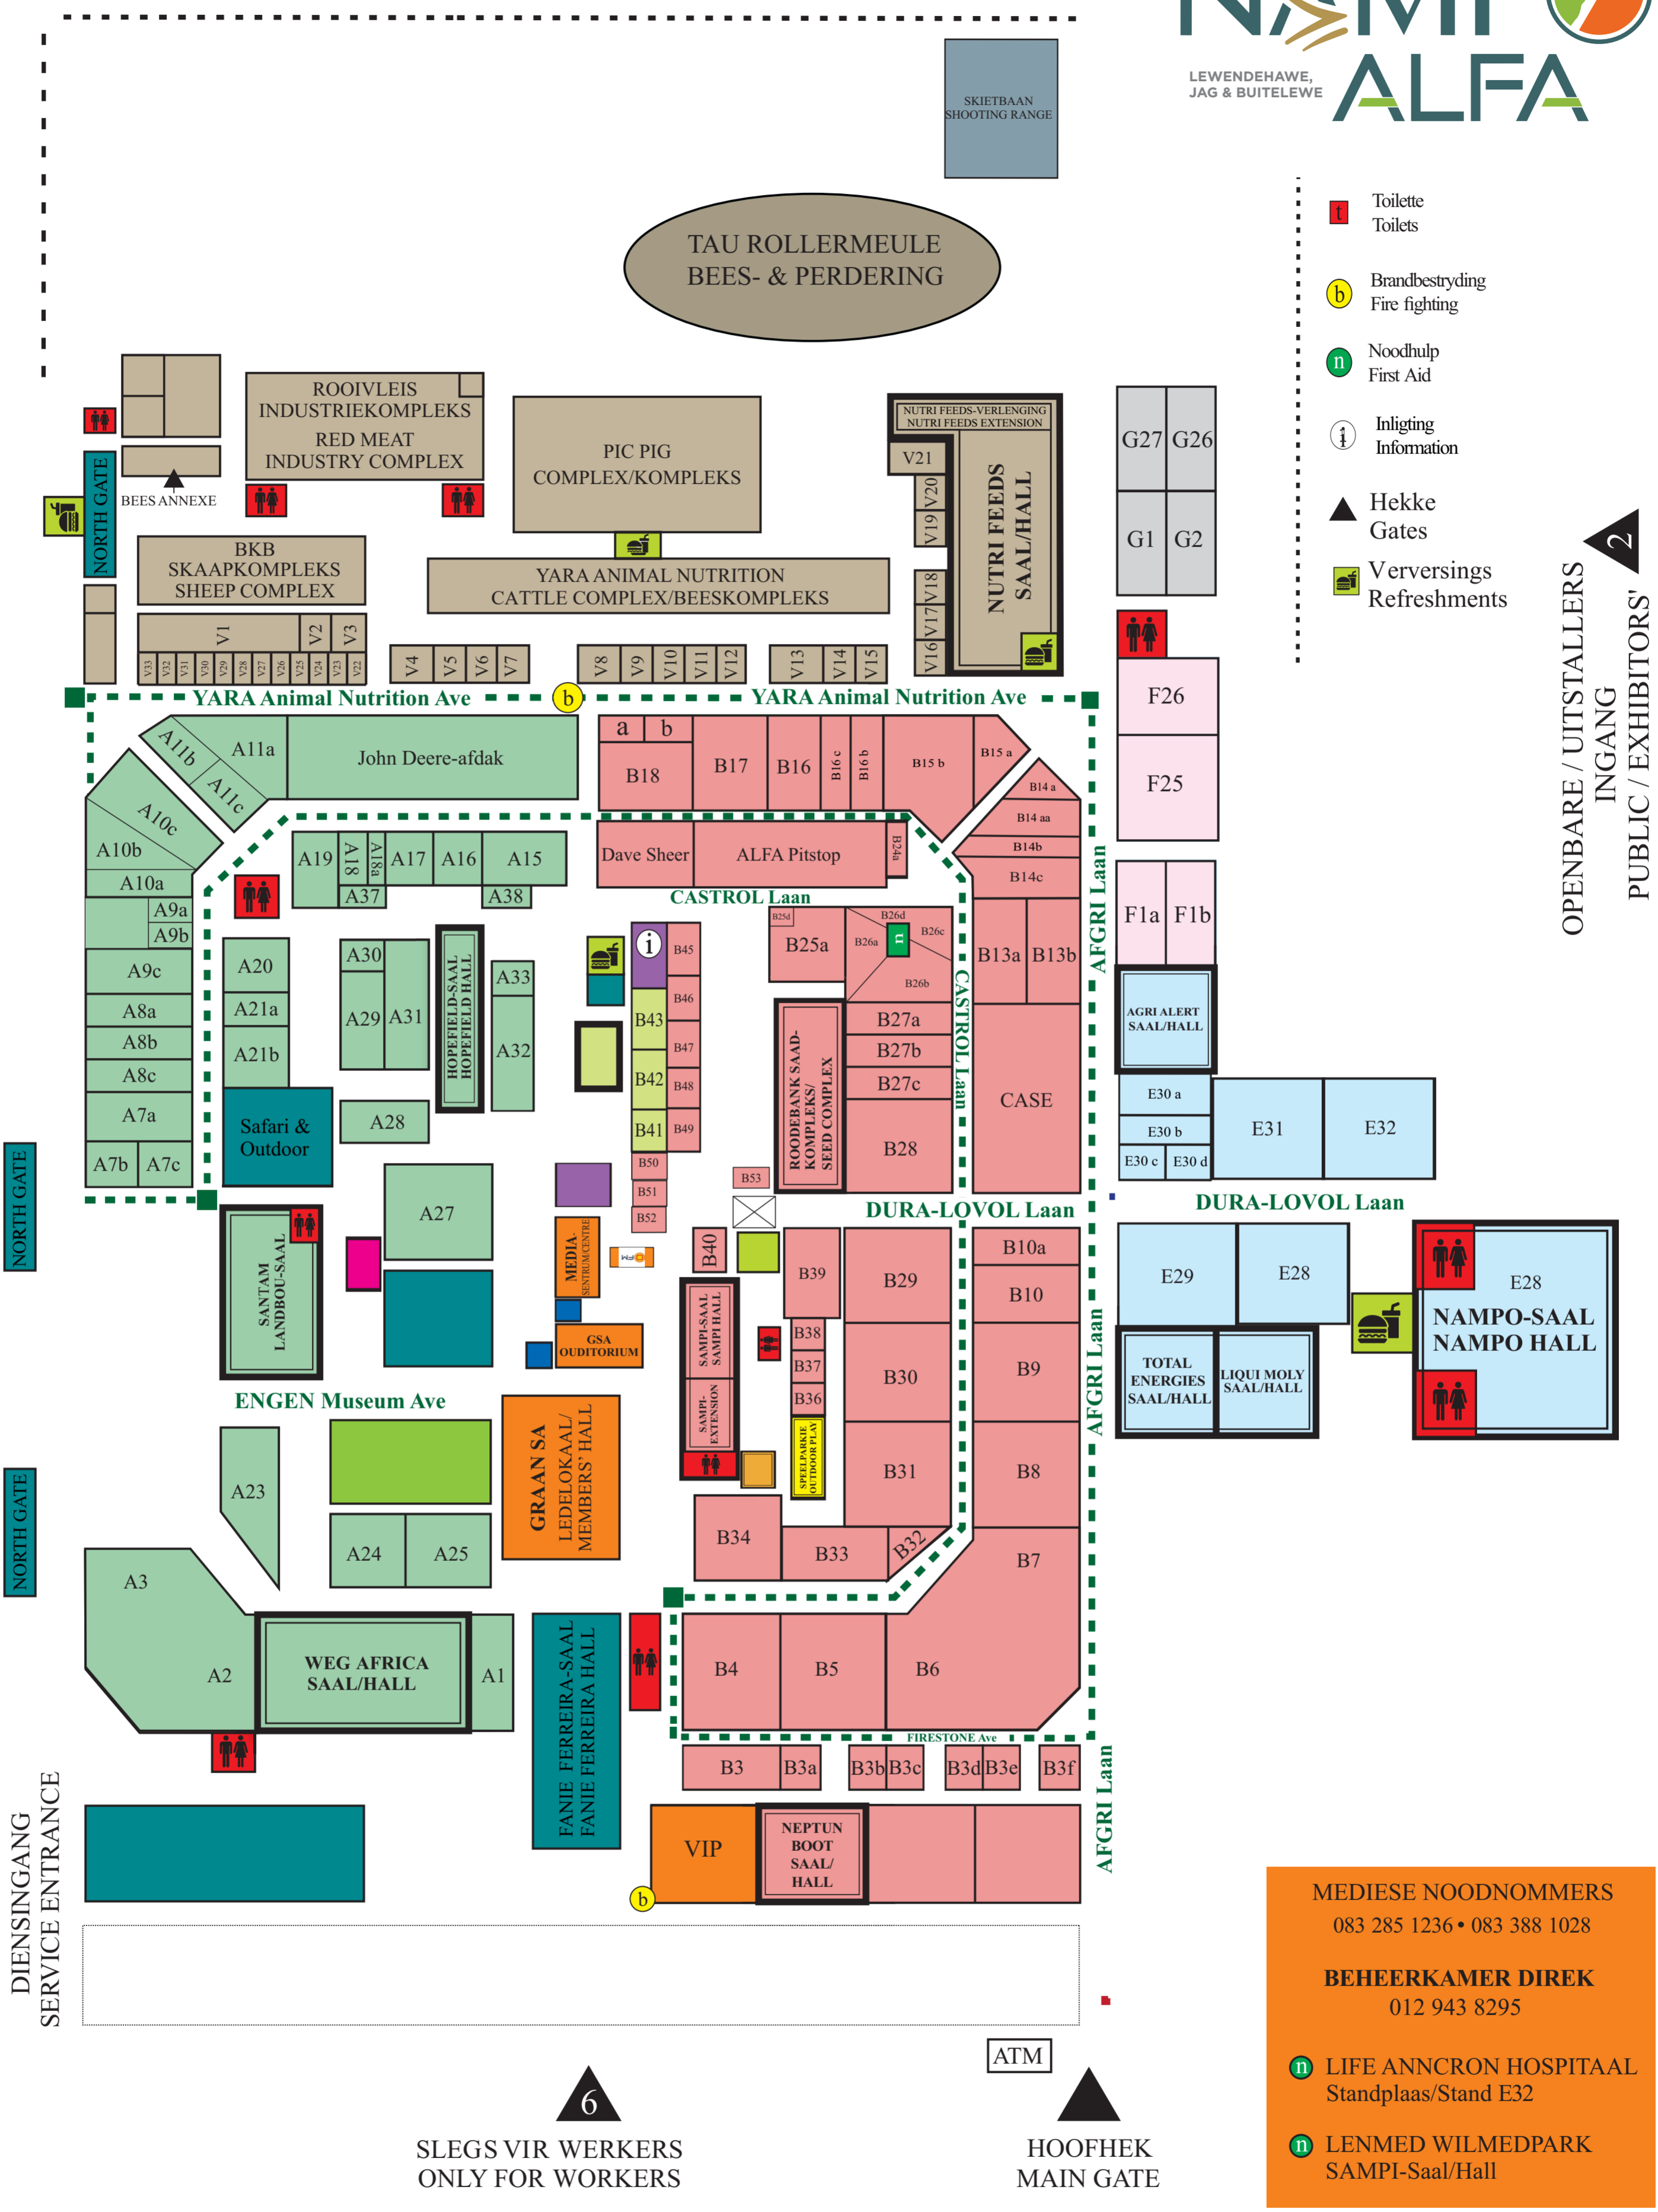 ALFA
LEWENDEHAWE,
JAG & BUITELEWE
SKIETBAAN
SHOOTING RANGE
TAU ROLLERMEULE
BEES- & PERDERING
t
Toilette
Toilets
b
Brandbestryding
Fire fighting
n
Noodhulp
First Aid
i
Inligting
Information
Hekke
Gates
Verversings
Refreshments
2
OPENBARE / UITSTALLERS
INGANG
PUBLIC / EXHIBITORS'
ROOIVLEIS
INDUSTRIEKOMPLEKS
RED MEAT
INDUSTRY COMPLEX
NORTH GATE
BEES ANNEXE
PIC PIG
COMPLEX/KOMPLEKS
NUTRI FEEDS-VERLENGING
NUTRI FEEDS EXTENSION
NUTRI FEEDS
SAAL/HALL
V21
V20
V19
V18
V17
V16
G27
G26
G1
G2
BKB
SKAAPKOMPLEKS
SHEEP COMPLEX
YARA ANIMAL NUTRITION
CATTLE COMPLEX/BEESKOMPLEKS
V1
V2
V3
V33
V32
V31
V30
V29
V28
V27
V26
V25
V24
V23
V22
V4
V5
V6
V7
V8
V9
V10
V11
V12
V13
V14
V15
YARA Animal Nutrition Ave
b
YARA Animal Nutrition Ave
F26
F25
F1a
F1b
A11b
A11a
A11c
John Deere-afdak
a
b
B18
B17
B16
B16 c
B16 b
B15 b
B15 a
B14 a
B14 aa
B14b
B14c
A10c
A10b
A10a
A9a
A9b
A9c
A8a
A8b
A8c
A7a
A7b
A7c
A19
A18
A18a
A17
A16
A15
A37
A38
Dave Sheer
ALFA Pitstop
B24a
CASTROL Laan
AFGRI Laan
A20
A21a
A21b
Safari &
Outdoor
A30
A29
A31
A28
HOPEFIELD-SAAL
HOPEFIELD HALL
A33
A32
i
B45
B46
B47
B48
B49
B43
B42
B41
B50
B51
B52
B53
B25d
B25a
B26d
B26a
n
B26c
B26b
B27a
B27b
B27c
B28
ROODEBANK SAAD-
KOMPLEKS/
SEED COMPLEX
CASTROL Laan
B13a
B13b
CASE
AGRI ALERT
SAAL/HALL
E30 a
E30 b
E30 c
E30 d
E31
E32
DURA-LOVOL Laan
DURA-LOVOL Laan
NORTH GATE
SANTAM
LANDBOU-SAAL
A27
MEDIA-
SENTRUM/CENTRE
OFM
GSA
OUDITORIUM
B40
B39
B38
B37
B36
SAMPI-SAAL
SAMPI HALL
SAMPI-
EXTENSION
SPEELPARKIE
OUTDOOR PLAY
B29
B30
B31
B32
B33
B34
B10a
B10
B9
B8
B7
AFGRI Laan
E29
E28
TOTAL
ENERGIES
SAAL/HALL
LIQUI MOLY
SAAL/HALL
E28
NAMPO-SAAL
NAMPO HALL
ENGEN Museum Ave
NORTH GATE
A23
A24
A25
GRAAN SA
LEDELOKAAL/
MEMBERS' HALL
A3
A2
WEG AFRICA
SAAL/HALL
A1
FANIE FERREIRA-SAAL
FANIE FERREIRA HALL
B4
B5
B6
FIRESTONE Ave
B3
B3a
B3b
B3c
B3d
B3e
B3f
AFGRI Laan
VIP
b
NEPTUN
BOOT
SAAL/
HALL
DIENSINGANG
SERVICE ENTRANCE
ATM
6
SLEGS VIR WERKERS
ONLY FOR WORKERS
HOOFHEK
MAIN GATE
MEDIESE NOODNOMMERS
083 285 1236 • 083 388 1028
BEHEERKAMER DIREK
012 943 8295
n LIFE ANNCRON HOSPITAAL
Standplaas/Stand E32
n LENMED WILMEDPARK
SAMPI-Saal/Hall